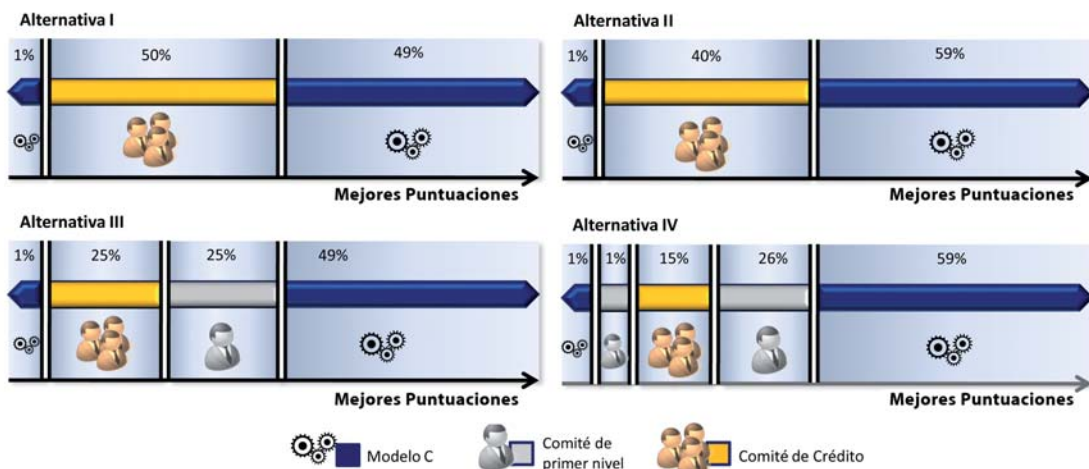 Alternativa I
1% 50% 49%
Mejores Puntuaciones
Alternativa II
1% 40% 59%
Mejores Puntuaciones
Alternativa III
1% 25% 25% 49%
Mejores Puntuaciones
Alternativa IV
1% 1% 15% 26% 59%
Mejores Puntuaciones
Modelo C
Comité de
primer nivel
Comité de Crédito